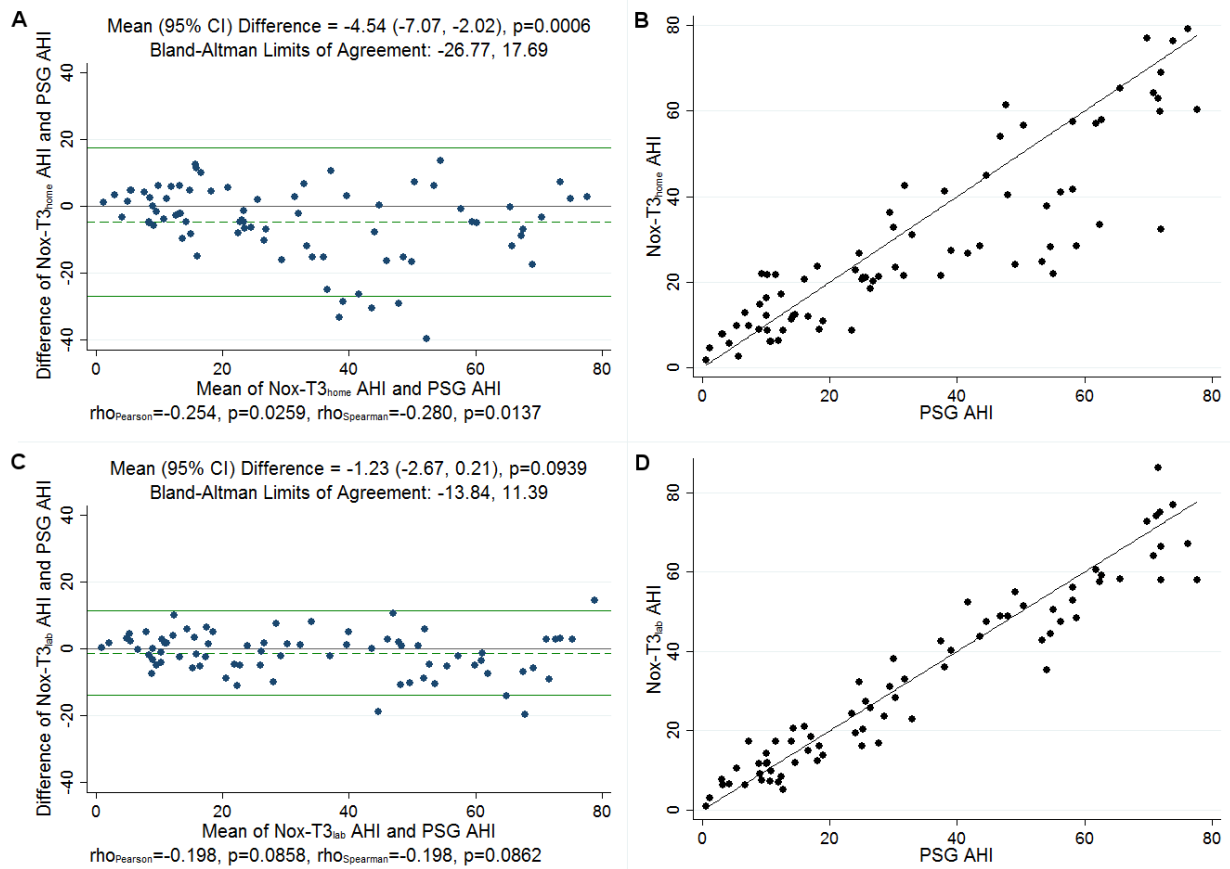 A
Mean (95% CI) Difference = -4.54 (-7.07, -2.02), p=0.0006
Bland-Altman Limits of Agreement: -26.77, 17.69
Difference of Nox-T3home AHI and PSG AHI
40
20
0
-20
-40
0 20 40 60 80
Mean of Nox-T3home AHI and PSG AHI
rhoPearson=-0.254, p=0.0259, rhoSpearman=-0.280, p=0.0137
B
Nox-T3home AHI
80
60
40
20
0
0 20 40 60 80
PSG AHI
C
Mean (95% CI) Difference = -1.23 (-2.67, 0.21), p=0.0939
Bland-Altman Limits of Agreement: -13.84, 11.39
Difference of Nox-T3lab AHI and PSG AHI
40
20
0
-20
-40
0 20 40 60 80
Mean of Nox-T3lab AHI and PSG AHI
rhoPearson=-0.198, p=0.0858, rhoSpearman=-0.198, p=0.0862
D
Nox-T3lab AHI
80
60
40
20
0
0 20 40 60 80
PSG AHI